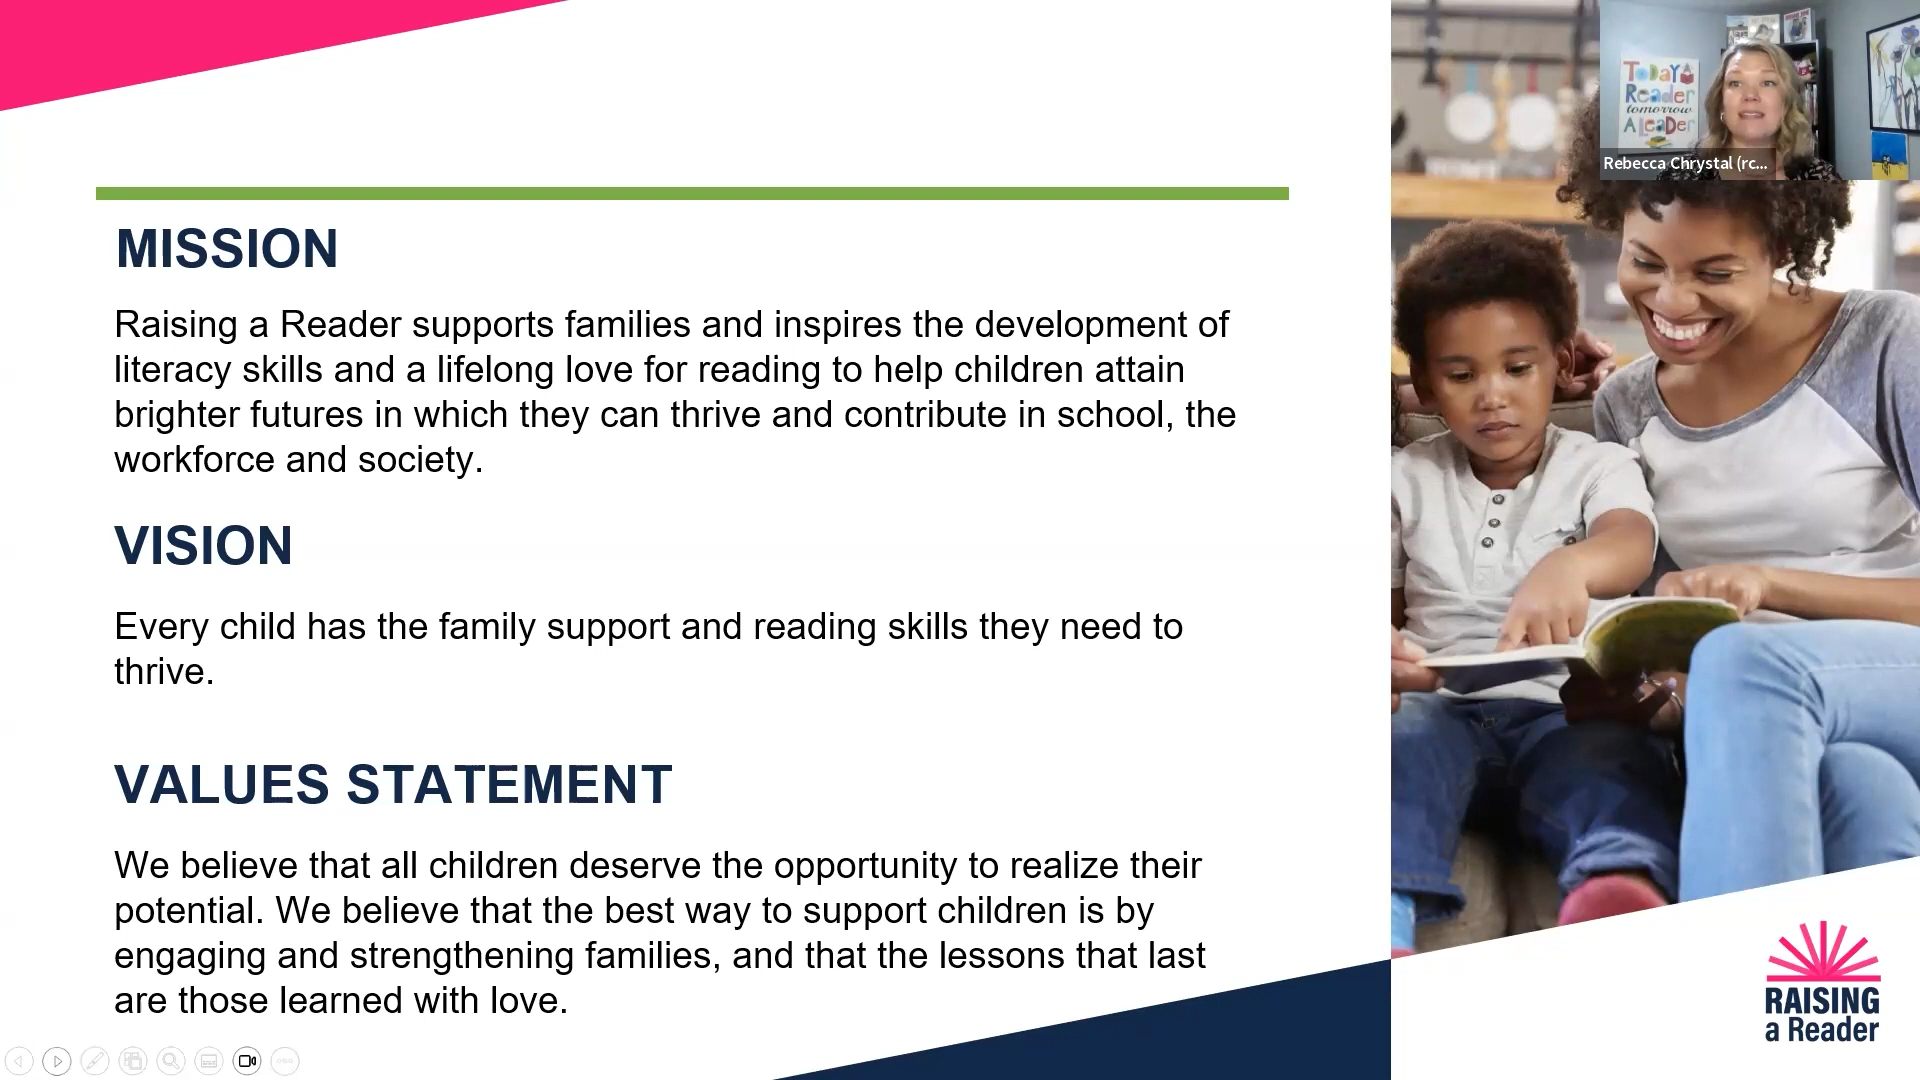 MISSION
Raising a Reader supports families and inspires the development of
literacy skills and a lifelong love for reading to help children attain
brighter futures in which they can thrive and contribute in school, the
workforce and society.
VISION
Every child has the family support and reading skills they need to
thrive.
VALUES STATEMENT
We believe that all children deserve the opportunity to realize their
potential. We believe that the best way to support children is by
engaging and strengthening families, and that the lessons that last
are those learned with love.
Today
a Reader
tomorrow
A Leader
Rebecca Chrystal (rc...
RAISING
a Reader